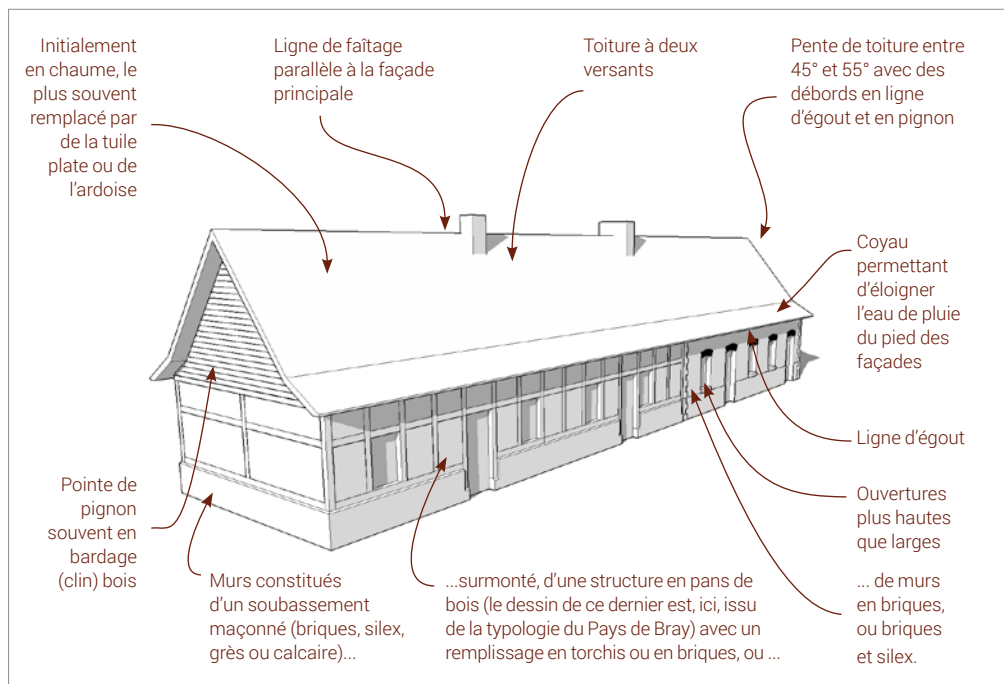 Initialement
en chaume, le
plus souvent
remplacé par
de la tuile
plate ou de
l'ardoise
Ligne de faîtage
parallèle à la façade
principale
Toiture à deux
versants
Pente de toiture entre
45° et 55° avec des
débords en ligne
d'égout et en pignon
Coyau
permettant
d'éloigner
l'eau de pluie
du pied des
façades
Ligne d'égout
Ouvertures
plus hautes
que larges
Pointe de
pignon
souvent en
bardage
(clin) bois
Murs constitués
d'un soubassement
maçonné (briques, silex,
grès ou calcaire)...
...surmonté, d'une structure en pans de
bois (le dessin de ce dernier est, ici, issu
de la typologie du Pays de Bray) avec un
remplissage en torchis ou en briques, ou ...
... de murs
en briques,
ou briques
et silex.